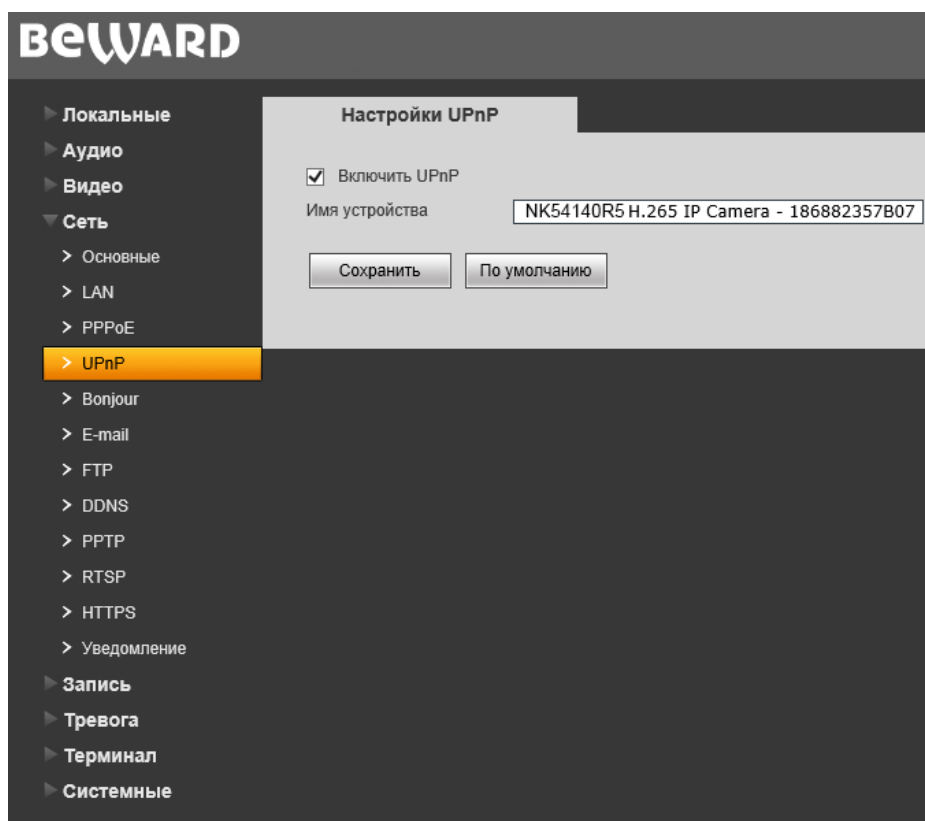 BEWARD
Локальные
Аудио
Видео
Сеть
Основные
LAN
PPPoE
UPnP
Bonjour
E-mail
FTP
DDNS
PPTP
RTSP
HTTPS
Уведомление
Запись
Тревога
Терминал
Системные
Настройки UPnP
Включить UPnP
Имя устройства NK54140R5 H.265 IP Camera - 186882357B07
Сохранить По умолчанию